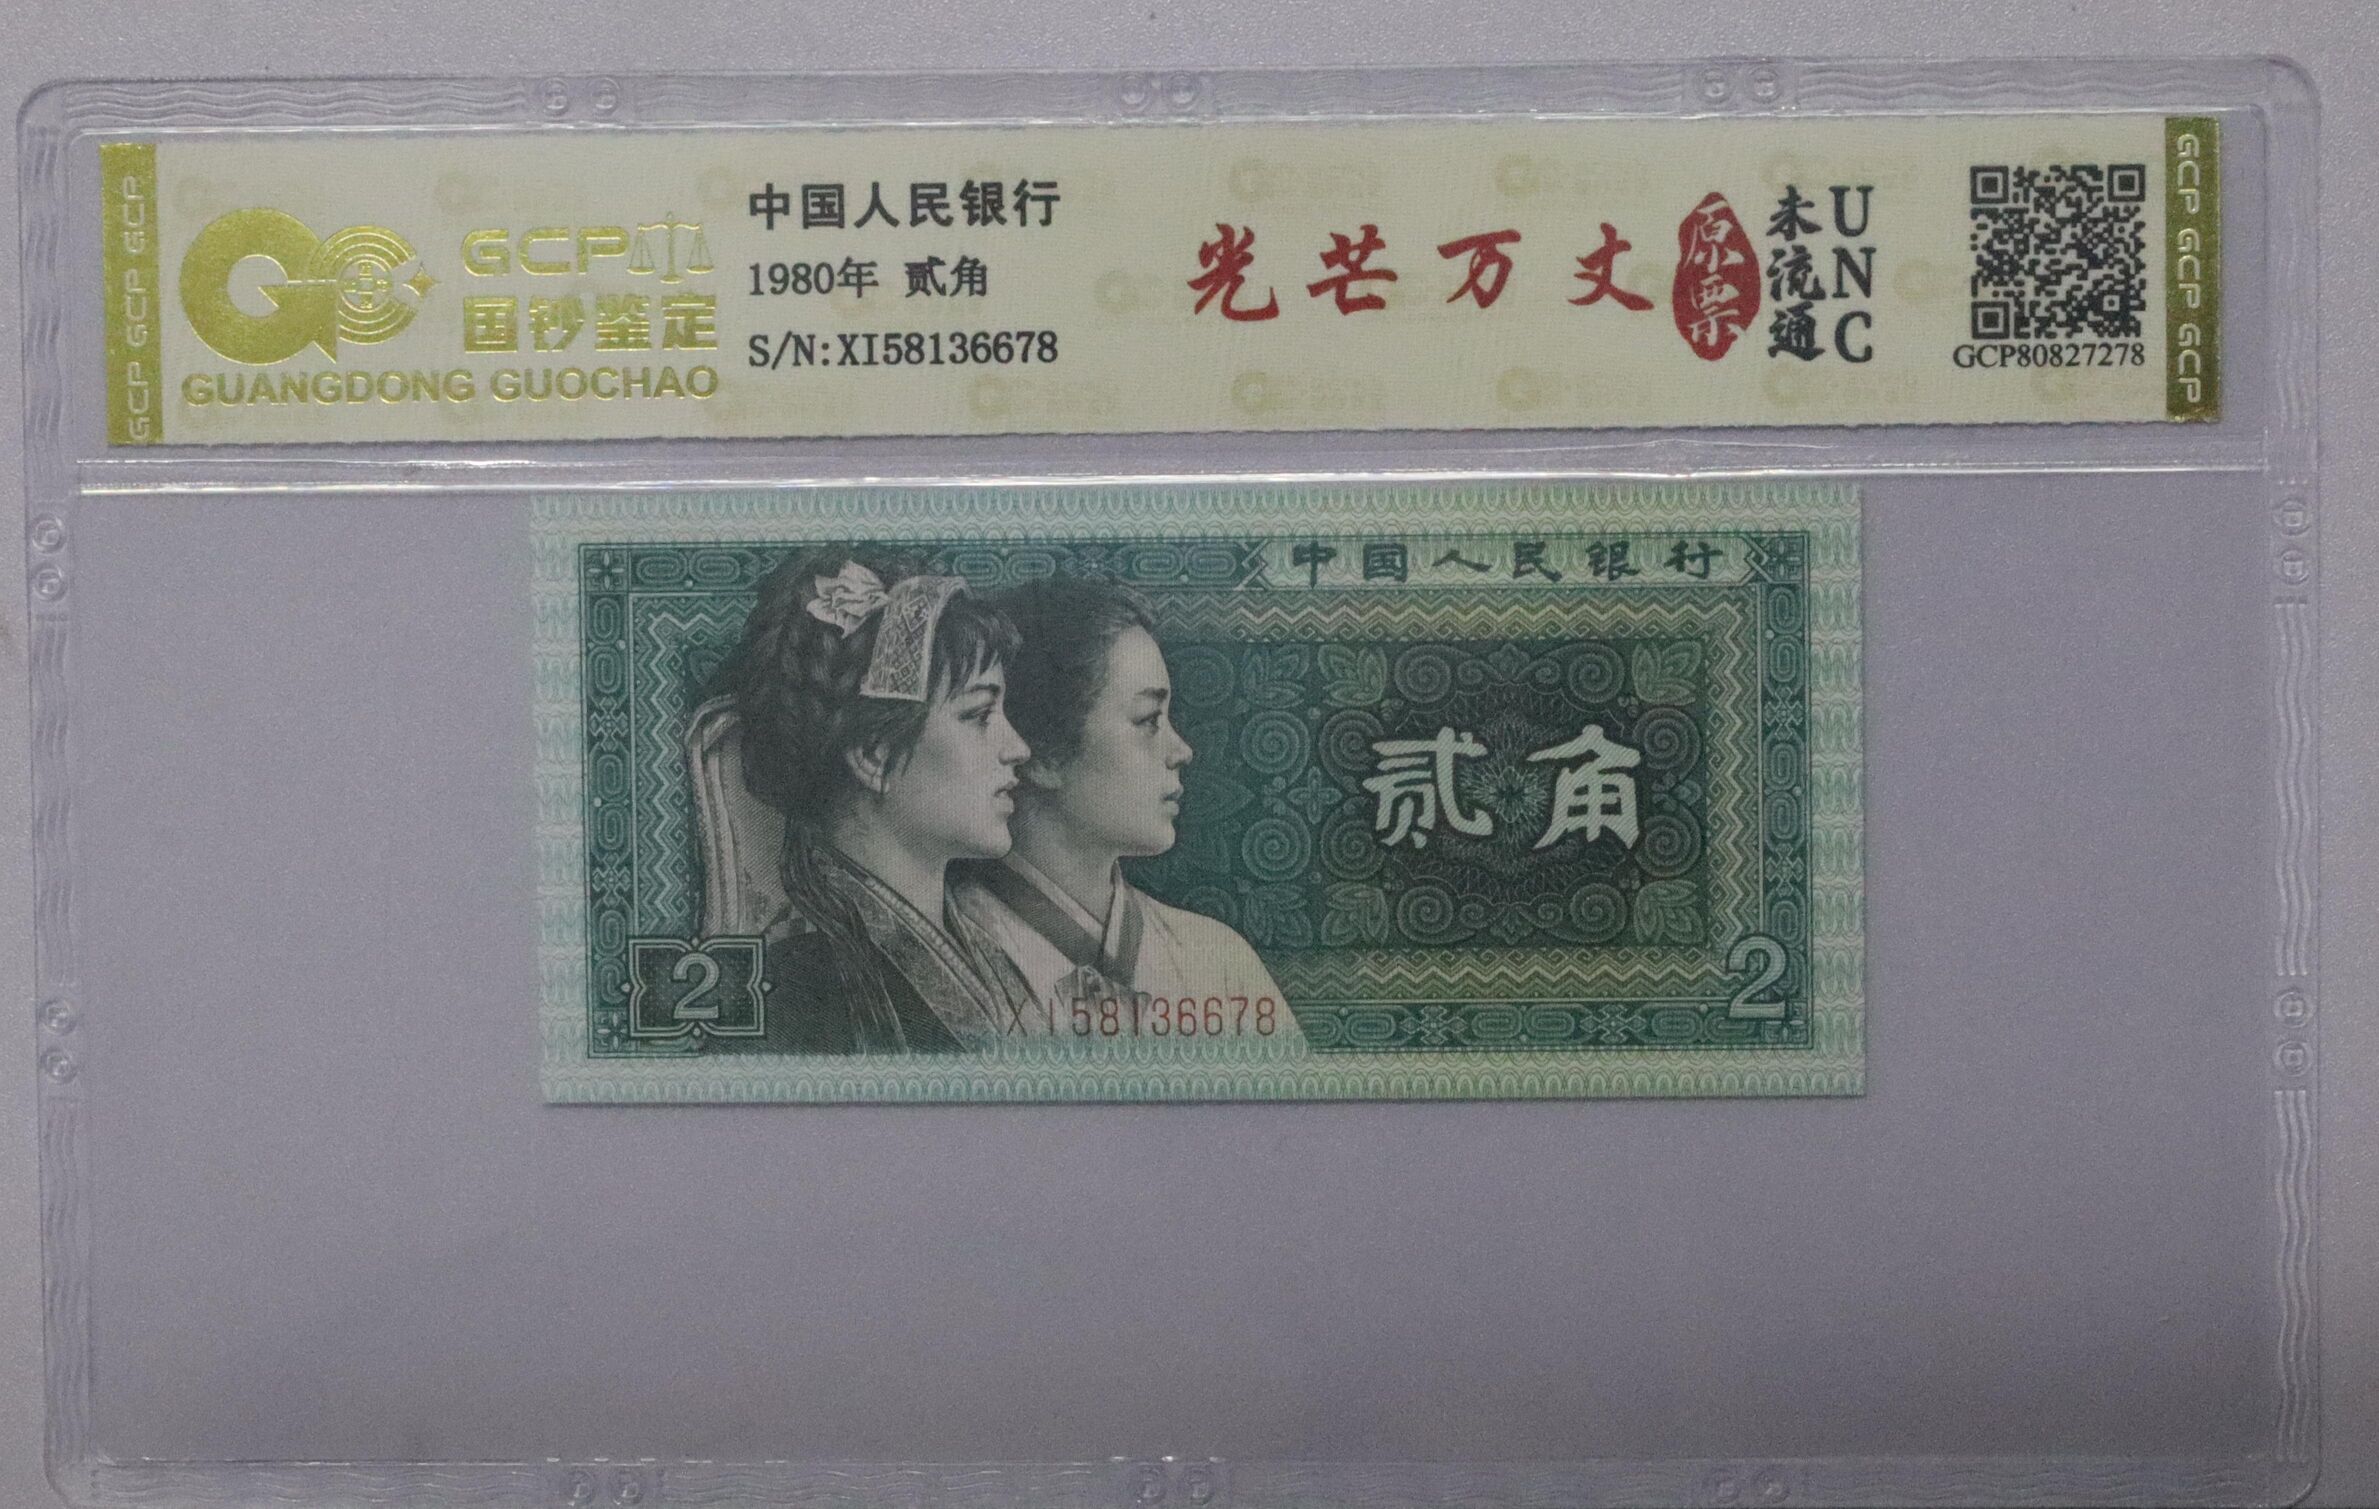 GCP GCP GCP
GCP
国钞鉴定
GUANGDONG GUOCHAO
中国人民银行
1980年 贰角
S/N:XI58136678
光芒万丈
原票
未流通
UNC
GCP80827278
GCP GCP GCP
中国人民银行
贰角
2
2
XI58136678